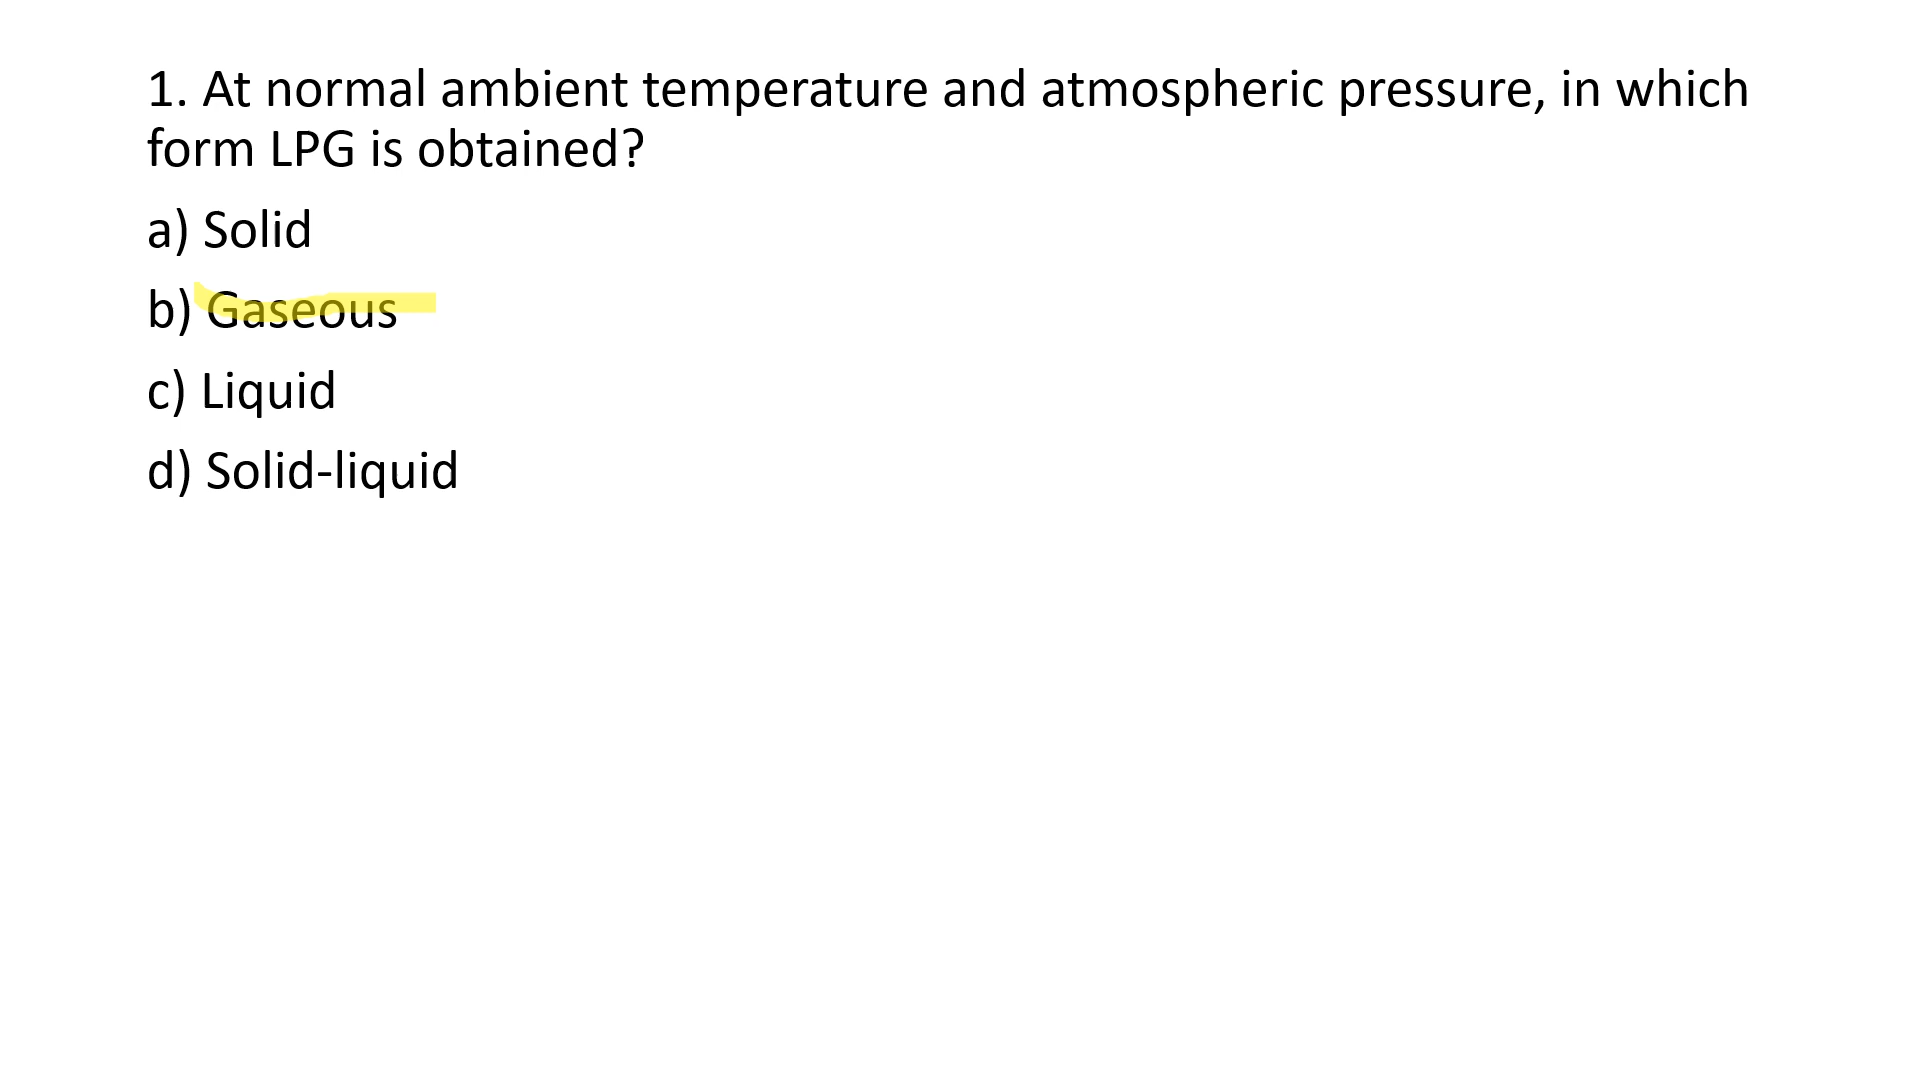 1. At normal ambient temperature and atmospheric pressure, in which
form LPG is obtained?
a) Solid
b) Gaseous
c) Liquid
d) Solid-liquid